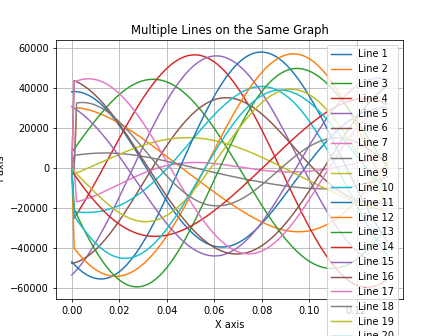 Multiple Lines on the Same Graph
60000
40000
20000
0
−20000
−40000
−60000
0.00
0.02
0.04
0.06
0.08
0.10
X axis
Line 1
Line 2
Line 3
Line 4
Line 5
Line 6
Line 7
Line 8
Line 9
Line 10
Line 11
Line 12
Line 13
Line 14
Line 15
Line 16
Line 17
Line 18
Line 19
Line 20